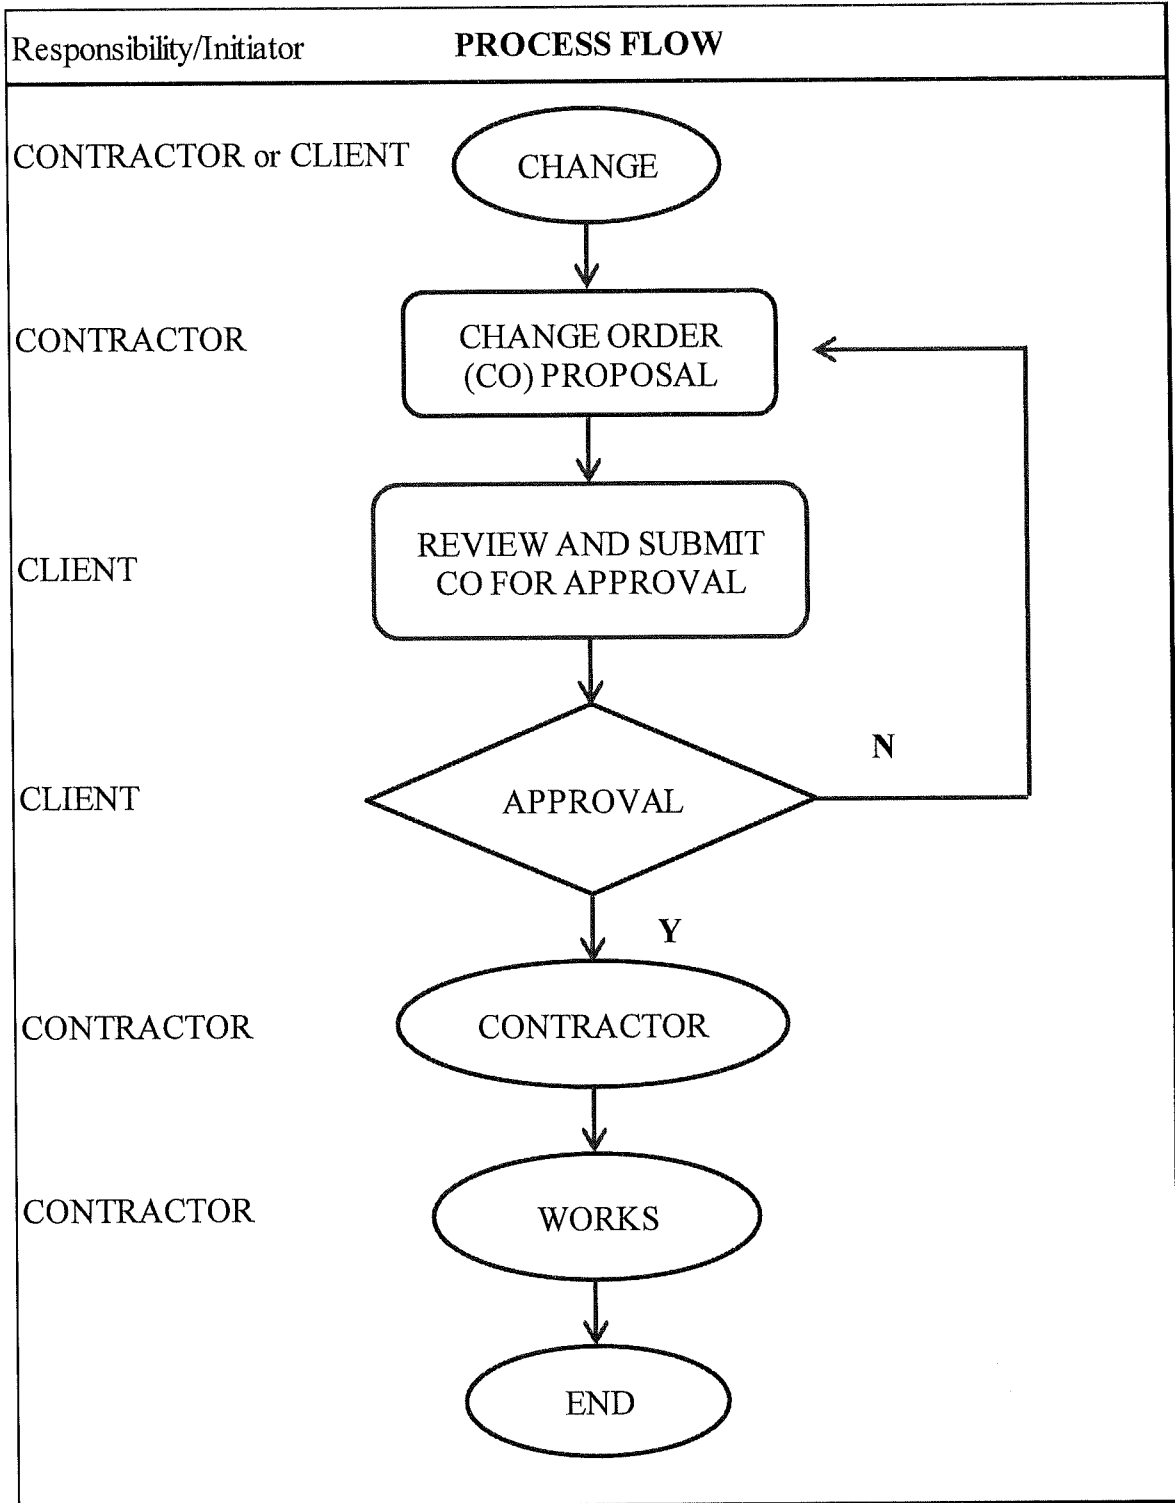 Responsibility/Initiator PROCESS FLOW
CONTRACTOR or CLIENT
CHANGE
CONTRACTOR
CHANGE ORDER
(CO) PROPOSAL
CLIENT
REVIEW AND SUBMIT
CO FOR APPROVAL
CLIENT
APPROVAL
N
Y
CONTRACTOR
CONTRACTOR
CONTRACTOR
WORKS
END